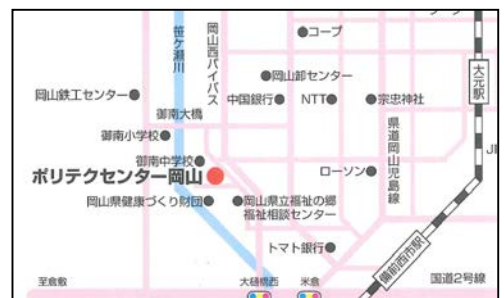 コープ
笹ヶ瀬川
岡山西バイパス
岡山卸センター
大元駅
岡山鉄工センター
中国銀行
NTT
宗忠神社
御南大橋
御南小学校
県道岡山児島線
御南中学校
ポリテクセンター岡山
ローソン
岡山県健康づくり財団
岡山県立福祉の郷
福祉相談センター
トマト銀行
備前西市駅
至倉敷
大樋橋西
米倉
国道2号線